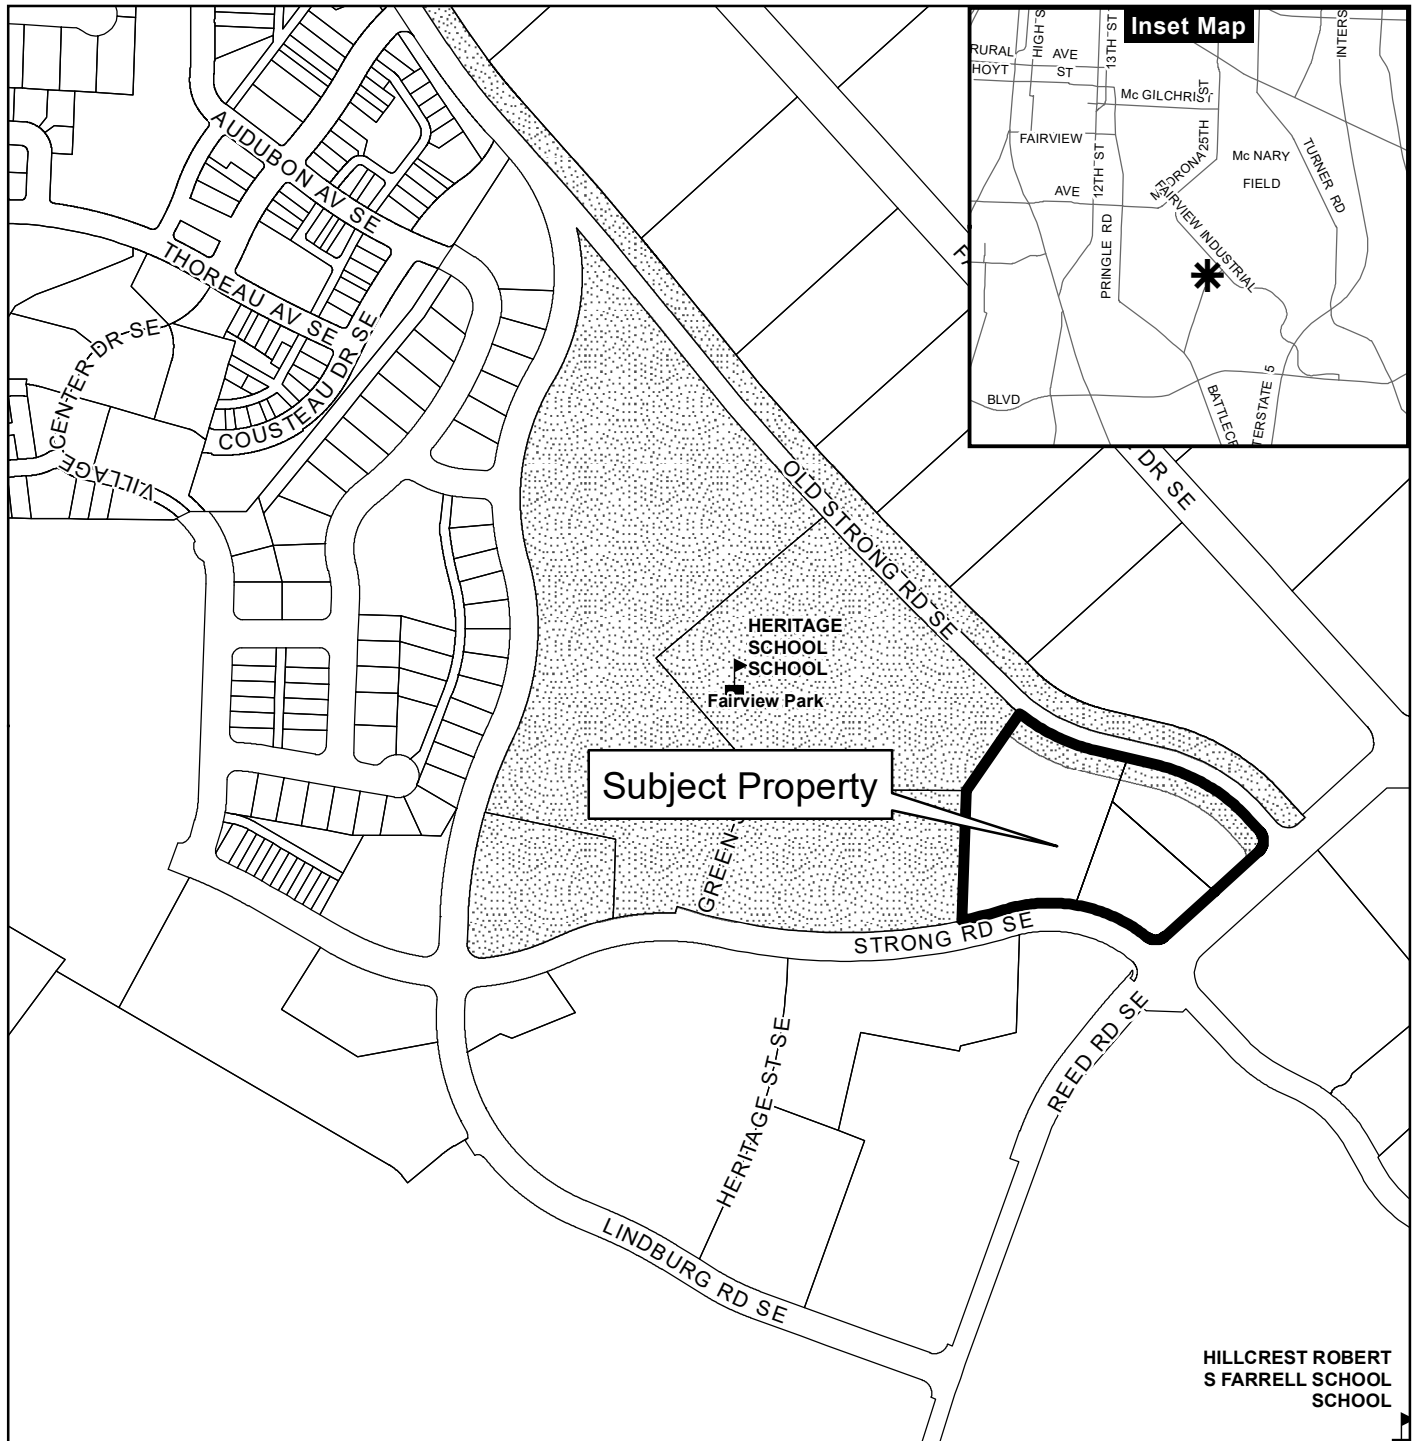 Inset Map
RURAL
AVE
HOYT
ST
HIGH S
13TH ST
INTERS
Mc GILCHRIST
FAIRVIEW
12TH ST
25TH
ST
Mc NARY
FIELD
TURNER RD
AVE
FAIRVIEW INDUSTRIAL
PRINGLE RD
BLVD
BATTLECR
TERSTATE 5
AUDUBON AV SE
THOREAU AV SE
CENTER DR SE
VILLAGE
COUSTEAU DR SE
DR SE
OLD STRONG RD SE
HERITAGE
SCHOOL
SCHOOL
Fairview Park
Subject Property
GREEN
STRONG RD SE
REED RD SE
HERITAGE ST SE
LINDBURG RD SE
HILLCREST ROBERT
S FARRELL SCHOOL
SCHOOL